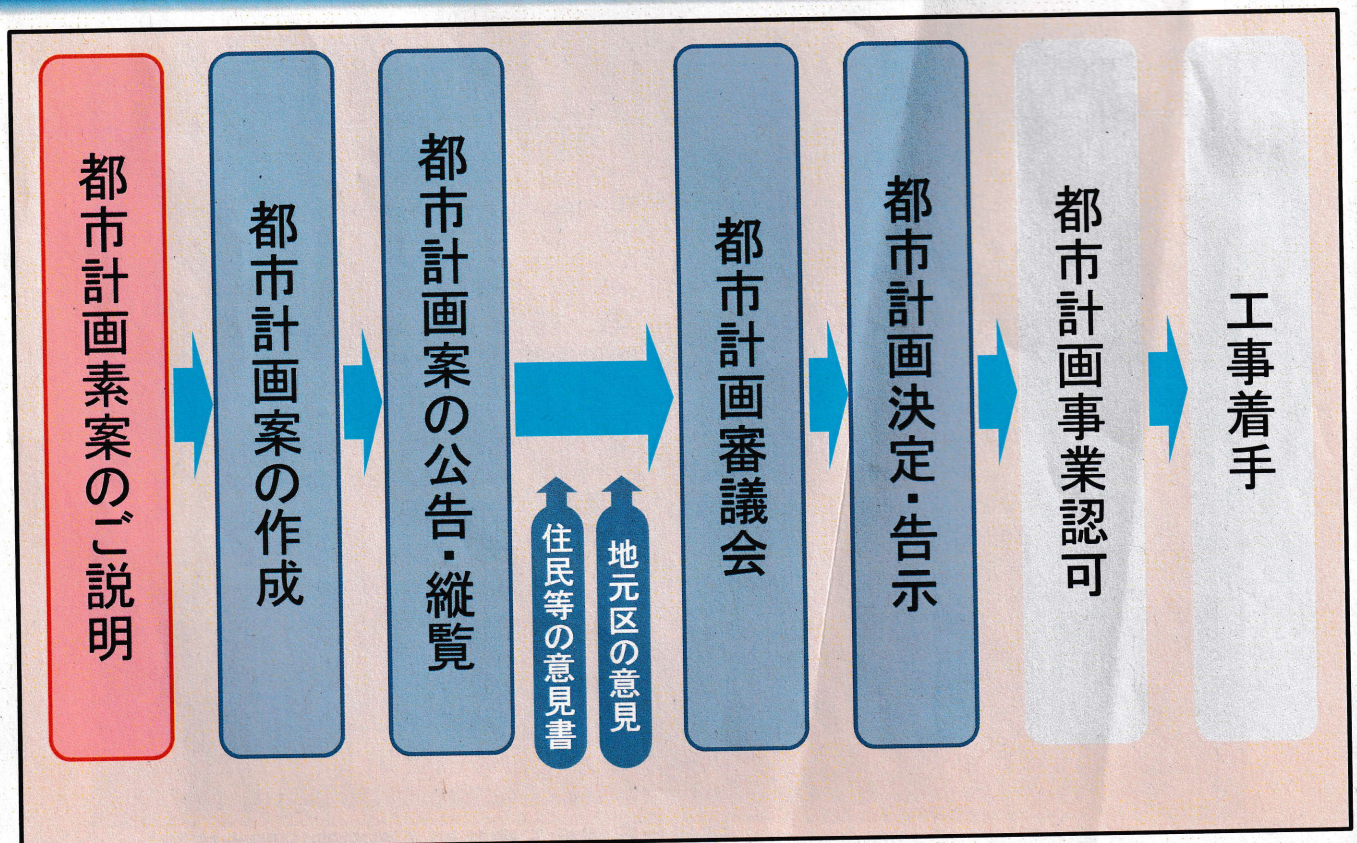 都市計画素案のご説明
都市計画案の作成
都市計画案の公告・縦覧
住民等の意見書
地元区の意見
都市計画審議会
都市計画決定・告示
都市計画事業認可
工事着手